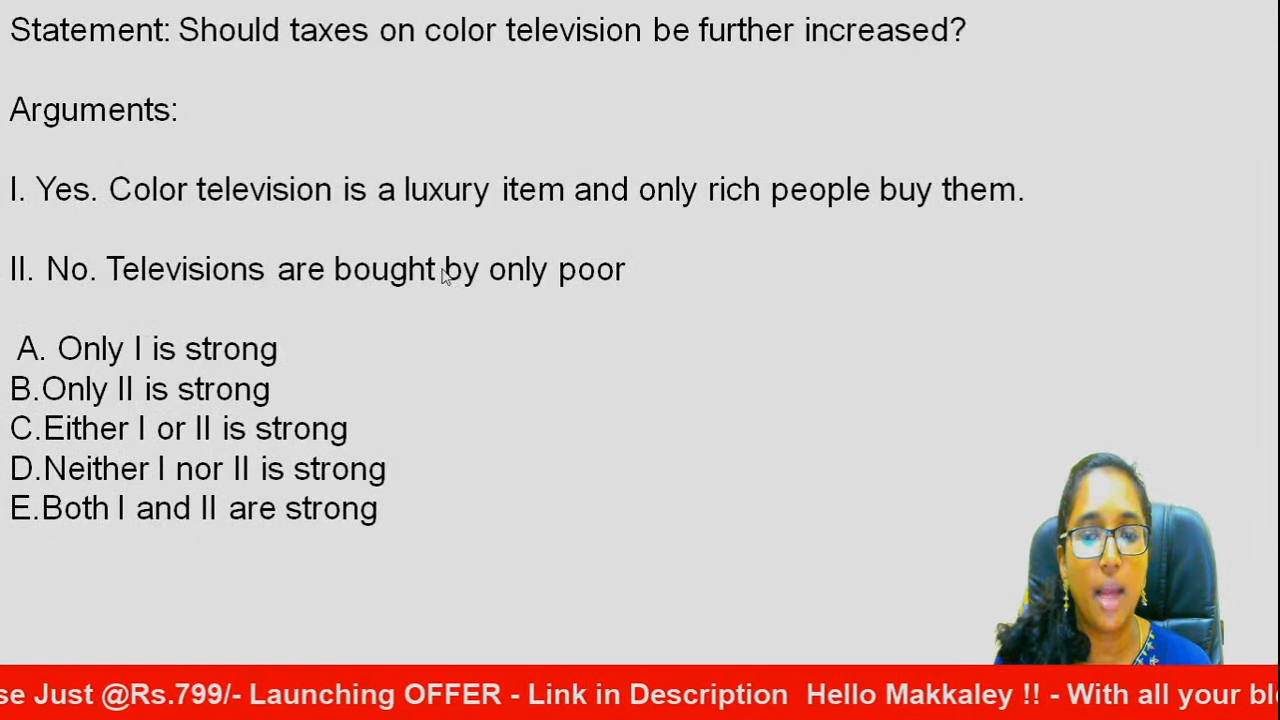 Statement: Should taxes on color television be further increased?
Arguments:
I. Yes. Color television is a luxury item and only rich people buy them.
II. No. Televisions are bought by only poor
A. Only I is strong
B.Only II is strong
C.Either I or II is strong
D.Neither I nor II is strong
E.Both I and II are strong
se Just @Rs.799/- Launching OFFER - Link in Description Hello Makkaley !! - With all your